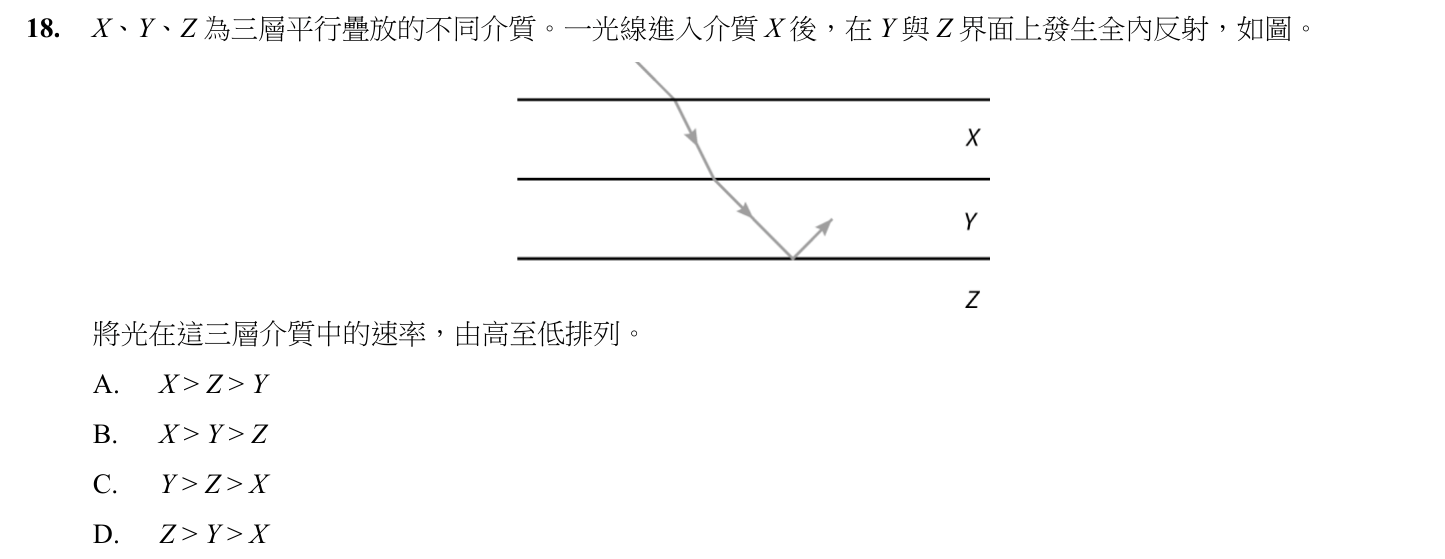 18. X、Y、Z 為三層平行疊放的不同介質。一光線進入介質 X 後，在 Y 與 Z 界面上發生全內反射，如圖。
X
Y
Z
將光在這三層介質中的速率，由高至低排列。
A. X > Z > Y
B. X > Y > Z
C. Y > Z > X
D. Z > Y > X